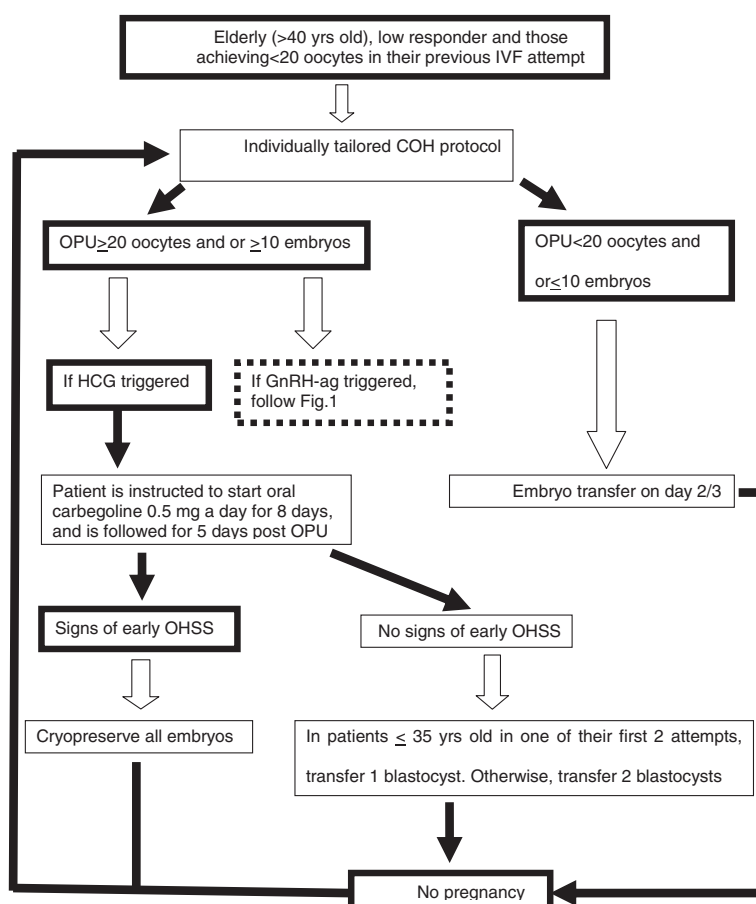 Elderly (>40 yrs old), low responder and those
achieving<20 oocytes in their previous IVF attempt
Individually tailored COH protocol
OPU≥20 oocytes and or ≥10 embryos
OPU<20 oocytes and
or≤10 embryos
If HCG triggered
If GnRH-ag triggered,
follow Fig.1
Patient is instructed to start oral
carbegoline 0.5 mg a day for 8 days,
and is followed for 5 days post OPU
Embryo transfer on day 2/3
Signs of early OHSS
No signs of early OHSS
Cryopreserve all embryos
In patients ≤ 35 yrs old in one of their first 2 attempts,
transfer 1 blastocyst. Otherwise, transfer 2 blastocysts
No pregnancy